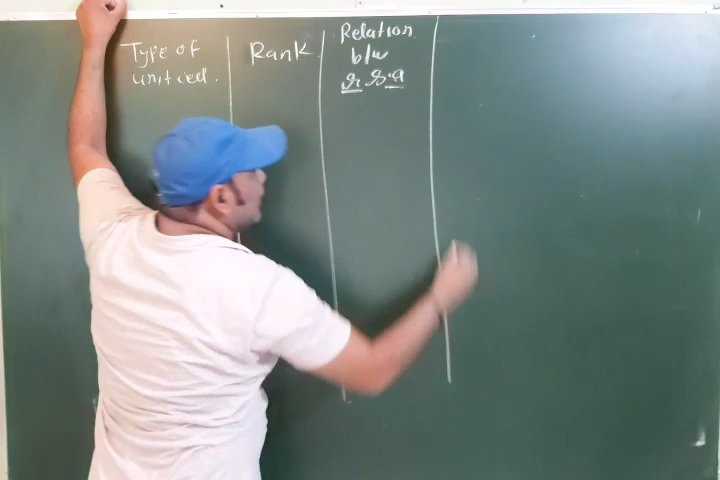 Type of
unit cell.
Rank
Relation
b/w
r & a